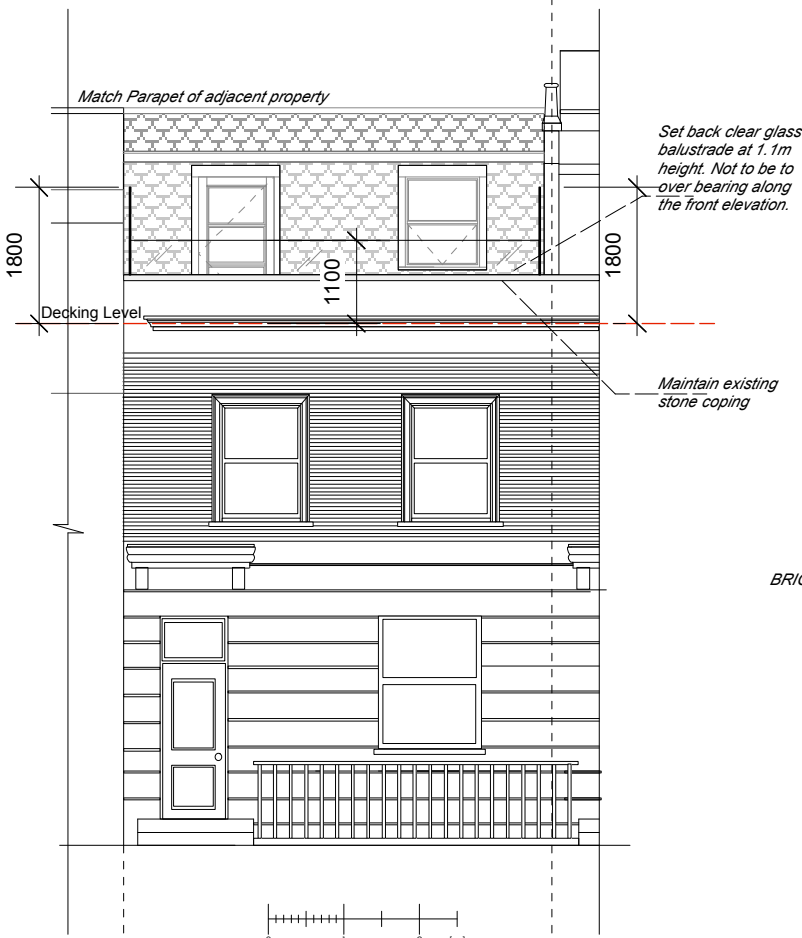 Match Parapet of adjacent property
Set back clear glass
balustrade at 1.1m
height. Not to be to
over bearing along
the front elevation.
1800
1100
1800
Decking Level
Maintain existing
stone coping
BRIC